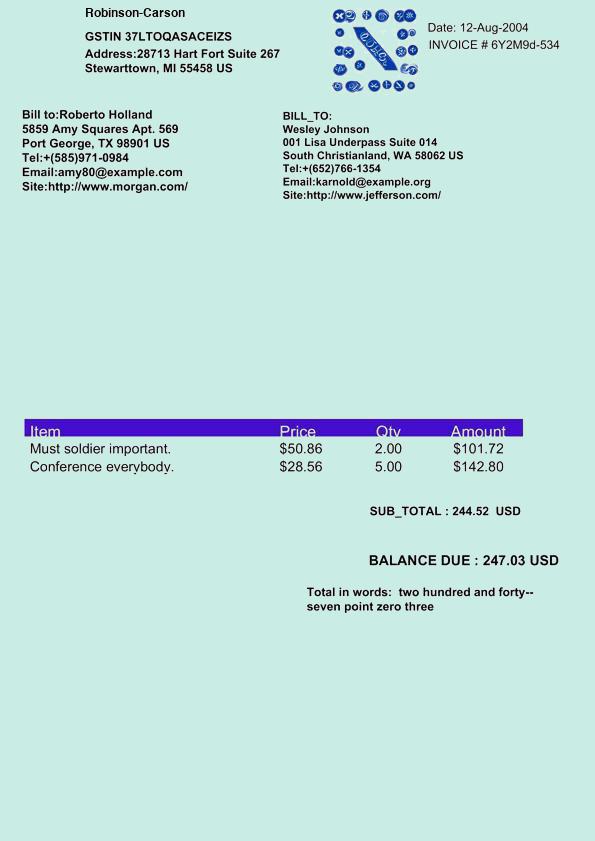 Robinson-Carson
GSTIN 37LTOQASACEIZS
Address:28713 Hart Fort Suite 267
Stewarttown, MI 55458 US
Date: 12-Aug-2004
INVOICE # 6Y2M9d-534
Bill to:Roberto Holland
5859 Amy Squares Apt. 569
Port George, TX 98901 US
Tel:+(585)971-0984
Email:amy80@example.com
Site:http://www.morgan.com/
BILL_TO:
Wesley Johnson
001 Lisa Underpass Suite 014
South Christianland, WA 58062 US
Tel:+(652)766-1354
Email:karnold@example.org
Site:http://www.jefferson.com/
Item Price Qty Amount
Must soldier important. $50.86 2.00 $101.72
Conference everybody. $28.56 5.00 $142.80
SUB_TOTAL : 244.52 USD
BALANCE DUE : 247.03 USD
Total in words: two hundred and forty--
seven point zero three